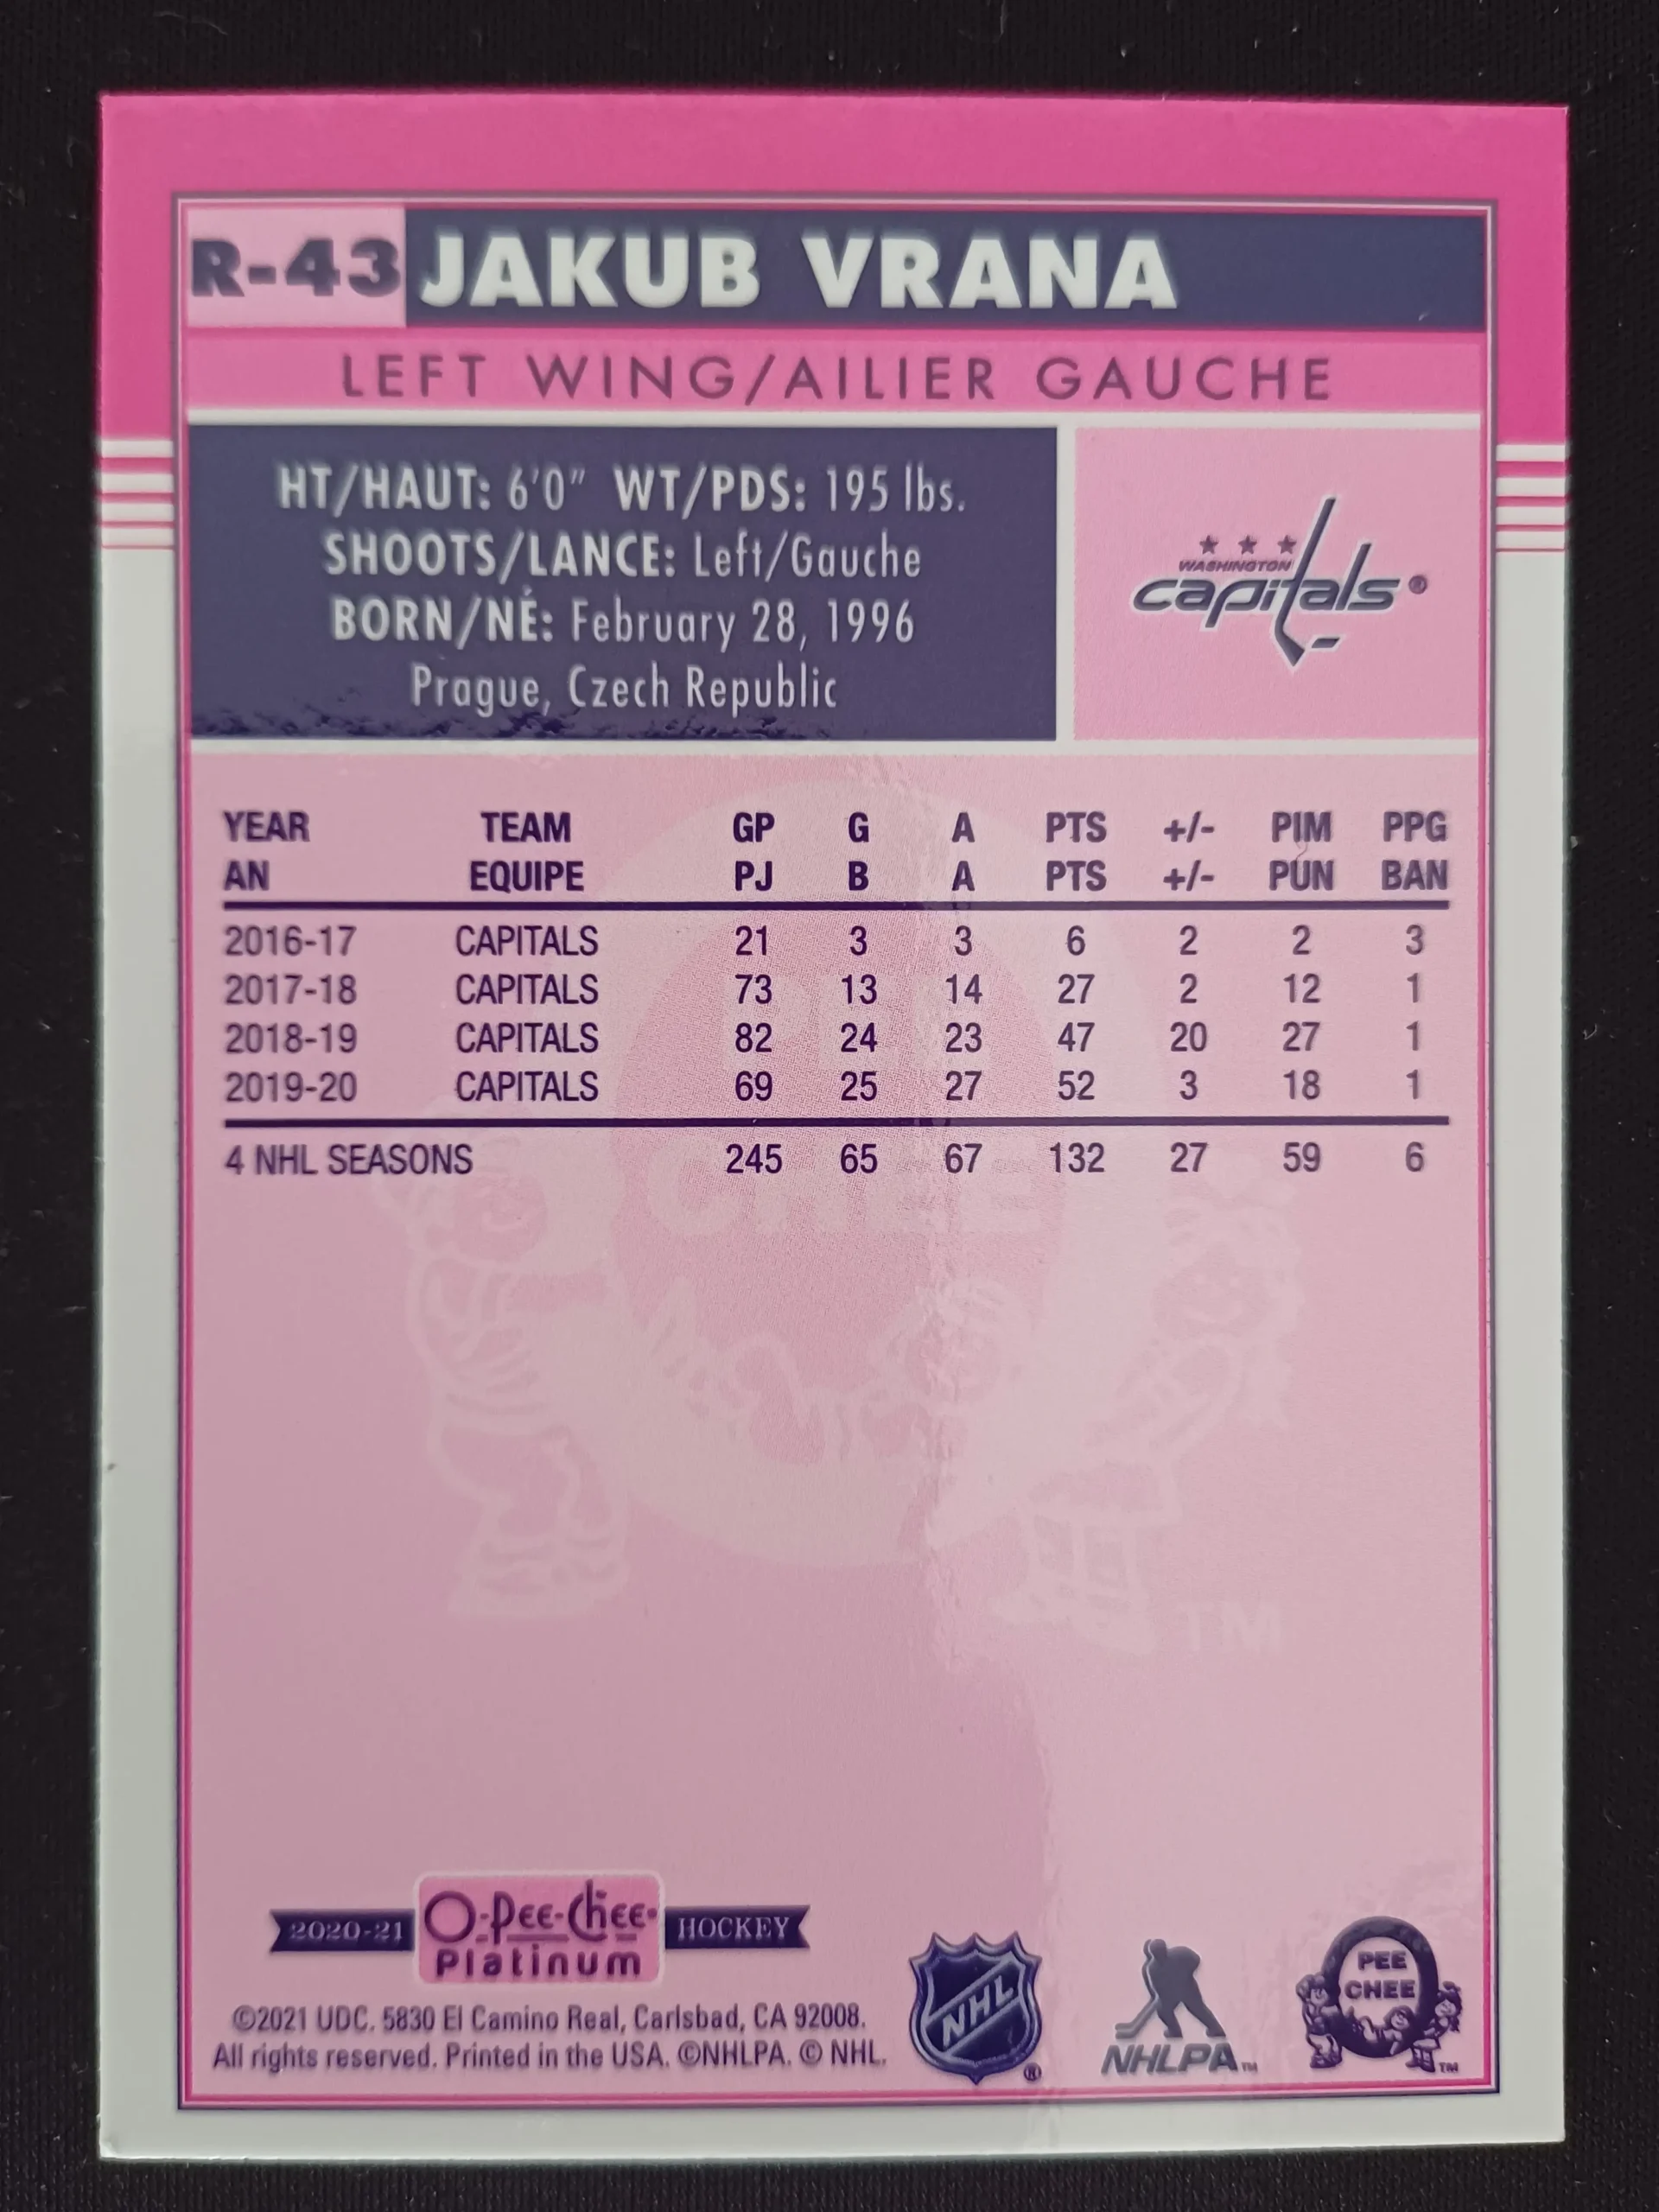 R-43 JAKUB VRANA
LEFT WING/AILIER GAUCHE
HT/HAUT: 6'0" WT/PDS: 195 lbs.
SHOOTS/LANCE: Left/Gauche
BORN/NÉ: February 28, 1996
Prague, Czech Republic
WASHINGTON
capitals®
YEAR TEAM GP G A PTS +/- PIM PPG
AN EQUIPE PJ B A PTS +/- PUN BAN
2016-17 CAPITALS 21 3 3 6 2 2 3
2017-18 CAPITALS 73 13 14 27 2 12 1
2018-19 CAPITALS 82 24 23 47 20 27 1
2019-20 CAPITALS 69 25 27 52 3 18 1
4 NHL SEASONS 245 65 67 132 27 59 6
PEE
CHEE
TM
2020-21 O-Pee-Chee® HOCKEY
Platinum
©2021 UDC. 5830 El Camino Real, Carlsbad, CA 92008.
All rights reserved. Printed in the USA. ©NHLPA. © NHL.
NHL ®
NHLPA™
PEE
CHEE
TM